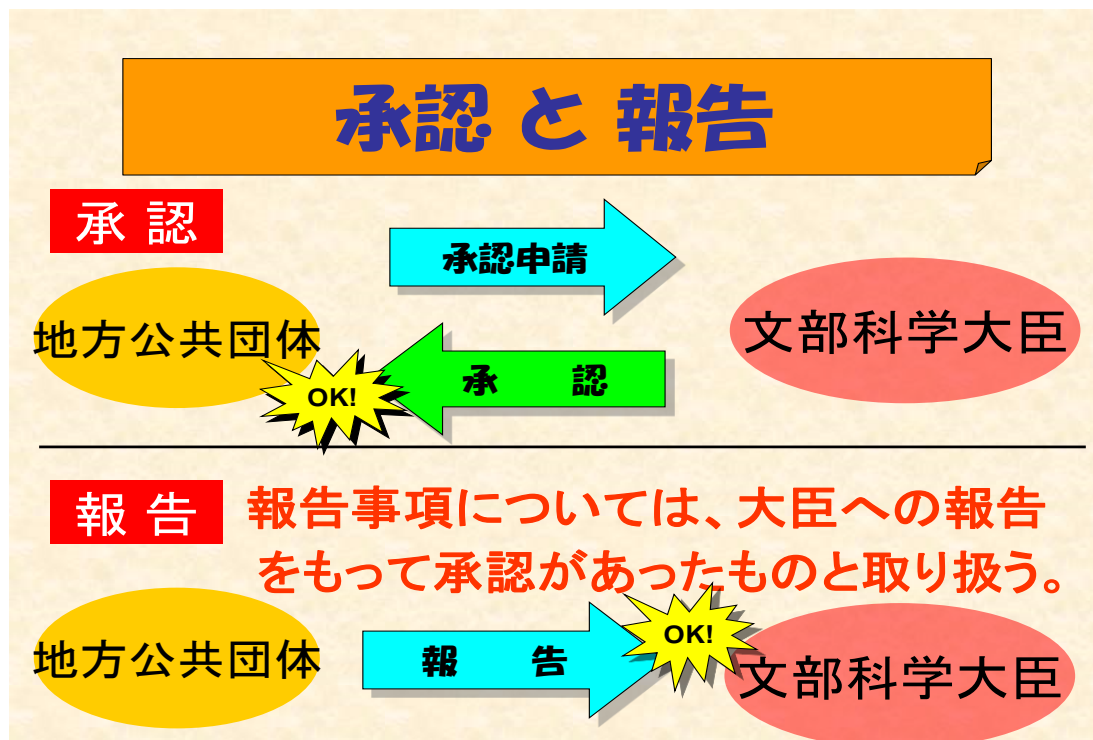 承認 と 報告
承 認
承認申請
地方公共団体
文部科学大臣
承 認
OK!
報 告
報告事項については、大臣への報告
をもって承認があったものと取り扱う。
OK!
地方公共団体
報 告
文部科学大臣